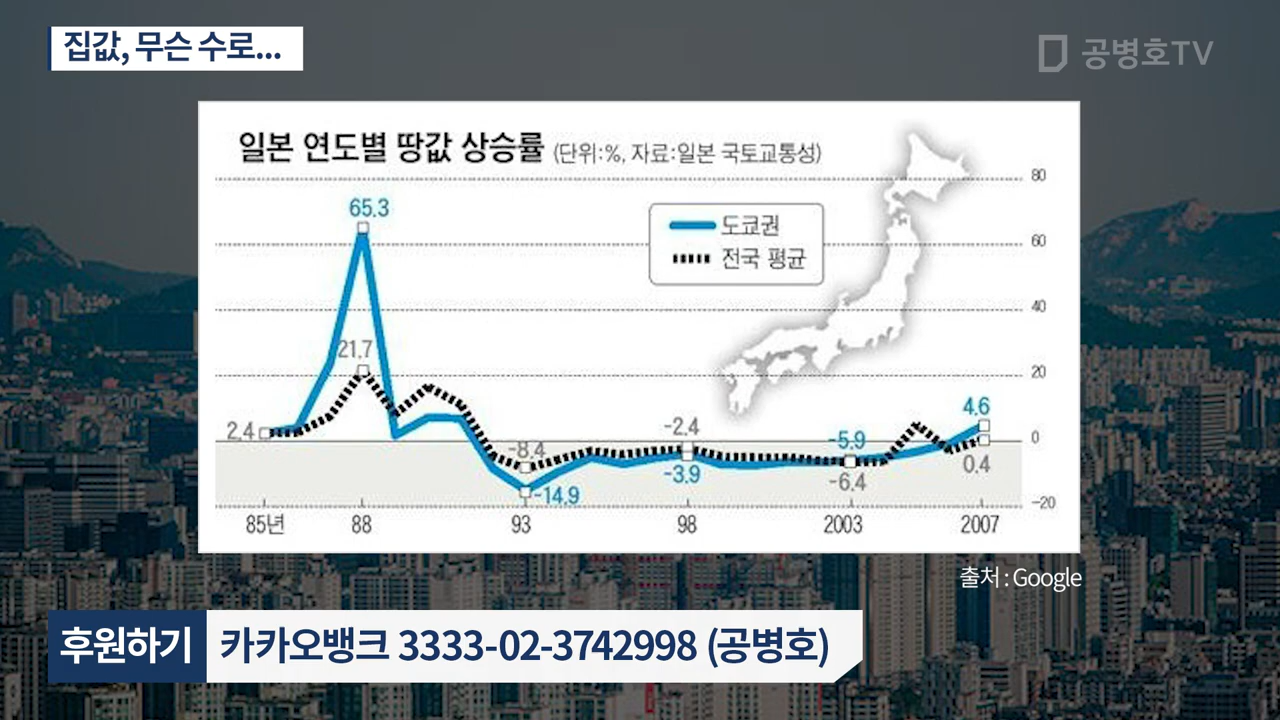 집값, 무슨 수로...
공병호TV
일본 연도별 땅값 상승률 (단위:%, 자료:일본 국토교통성)
80
65.3
도쿄권
60
전국 평균
40
21.7
20
4.6
2.4
-2.4
-5.9
0
-8.4
-3.9
-6.4
0.4
-14.9
-20
85년 88 93 98 2003 2007
출처 : Google
후원하기 카카오뱅크 3333-02-3742998 (공병호)